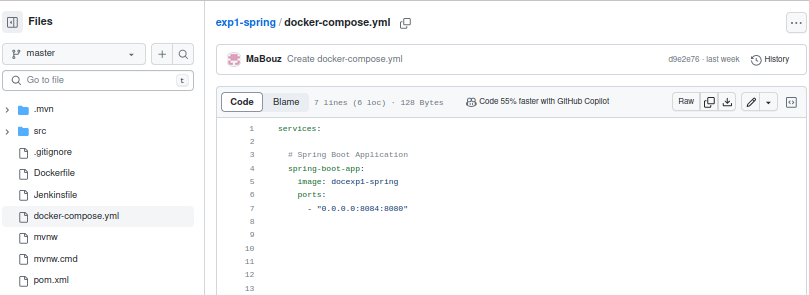 Files
master
Go to file
t
.mvn
src
.gitignore
Dockerfile
Jenkinsfile
docker-compose.yml
mvnw
mvnw.cmd
pom.xml
exp1-spring / docker-compose.yml
MaBouz Create docker-compose.yml
d9e2e76 · last week
History
Code
Blame
7 lines (6 loc) · 128 Bytes
Code 55% faster with GitHub Copilot
Raw
1 services:
2
3 # Spring Boot Application
4 spring-boot-app:
5 image: docexp1-spring
6 ports:
7 - "0.0.0.0:8084:8080"
8
9
10
11
12
13